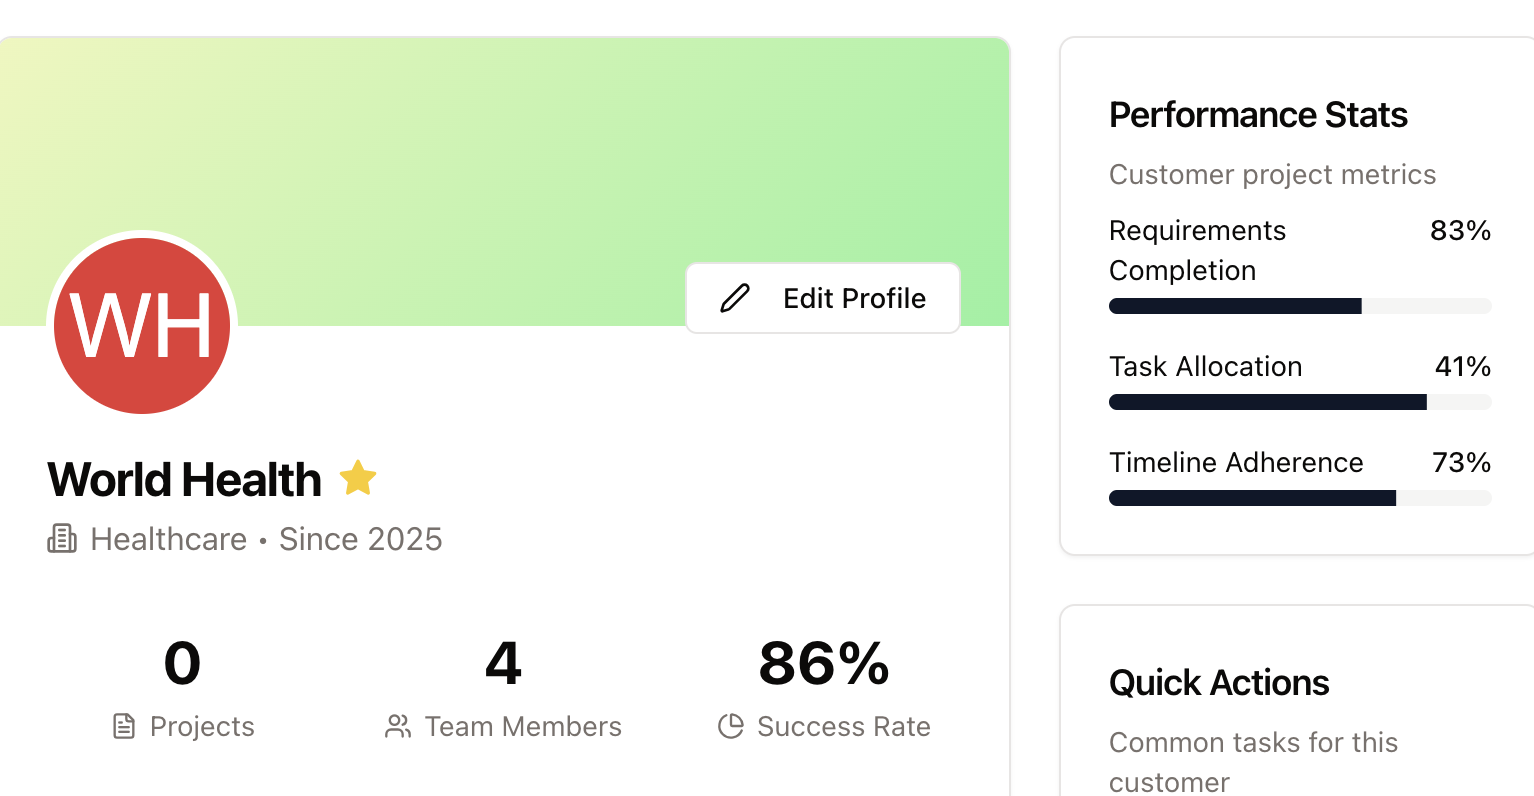 WH
Edit Profile
World Health
Healthcare • Since 2025
0
Projects
4
Team Members
86%
Success Rate
Performance Stats
Customer project metrics
Requirements
Completion
83%
Task Allocation
41%
Timeline Adherence
73%
Quick Actions
Common tasks for this
customer